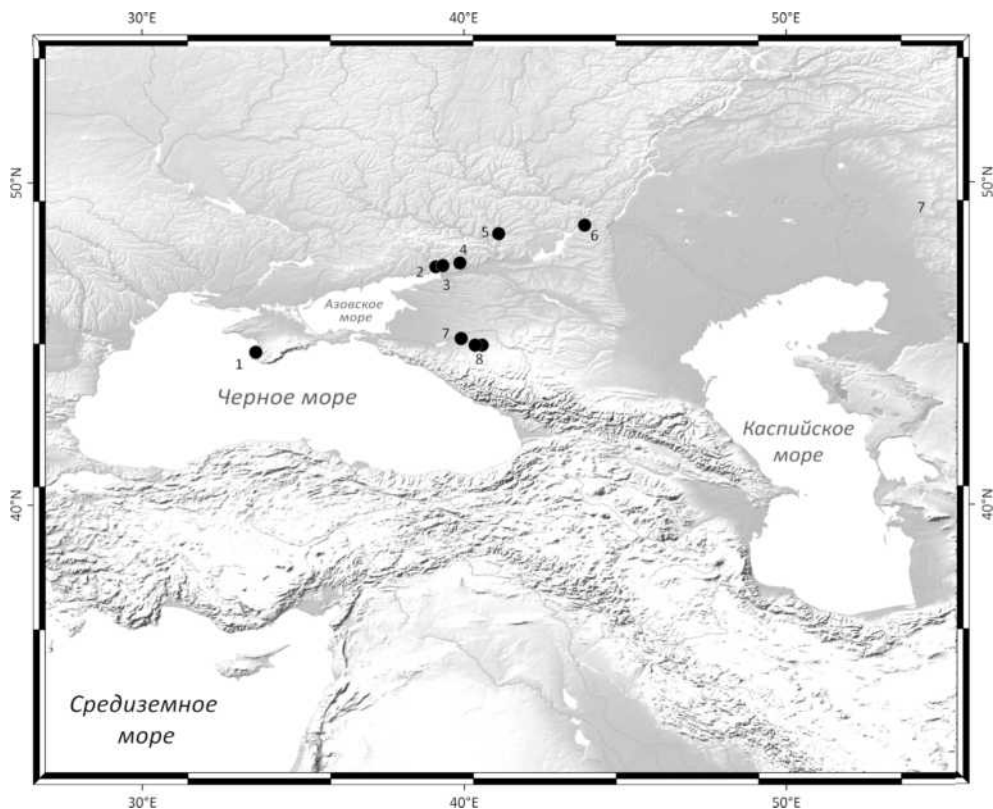 30°E 40°E 50°E
50°N
50°N
7
5
6
4
2
3
Азовское
море
7
8
1
Черное море
Каспийское
море
40°N
40°N
Средиземное
море
30°E 40°E 50°E